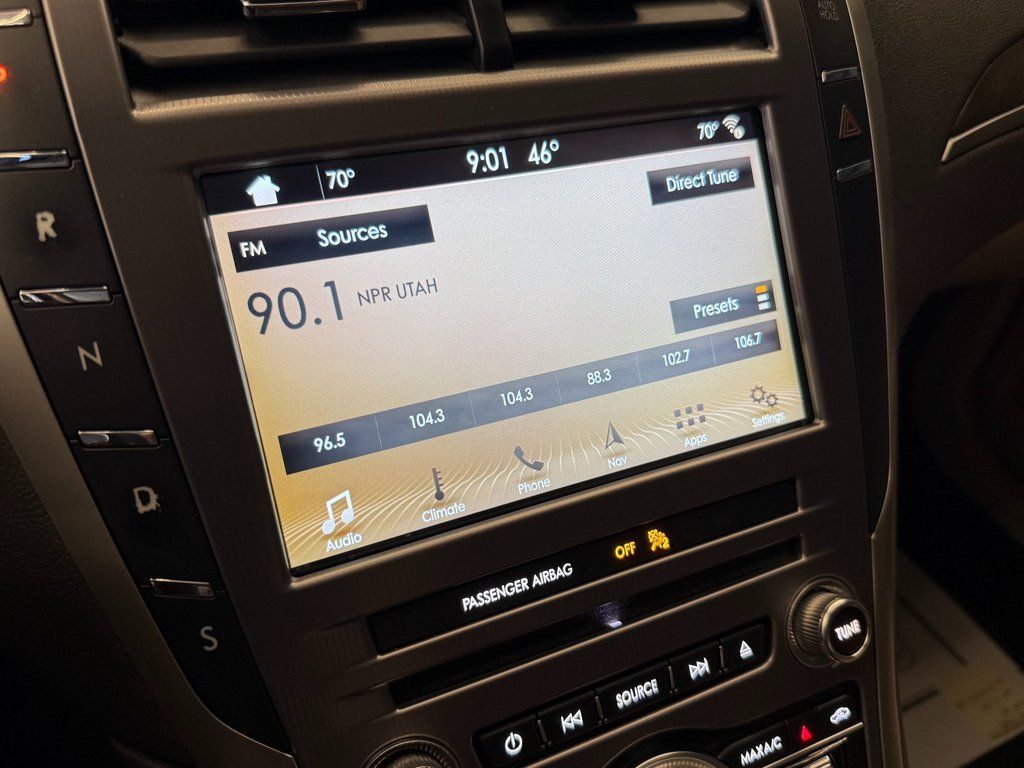 AUTO
HOLD
70° 9:01 46° 70°
FM Sources
Direct Tune
90.1 NPR UTAH
Presets
96.5 104.3 104.3 88.3 102.7 106.7
Audio Climate Phone Nav Apps Settings
R
N
D
S
PASSENGER AIRBAG OFF 2
TUNE
SOURCE
MAX A/C